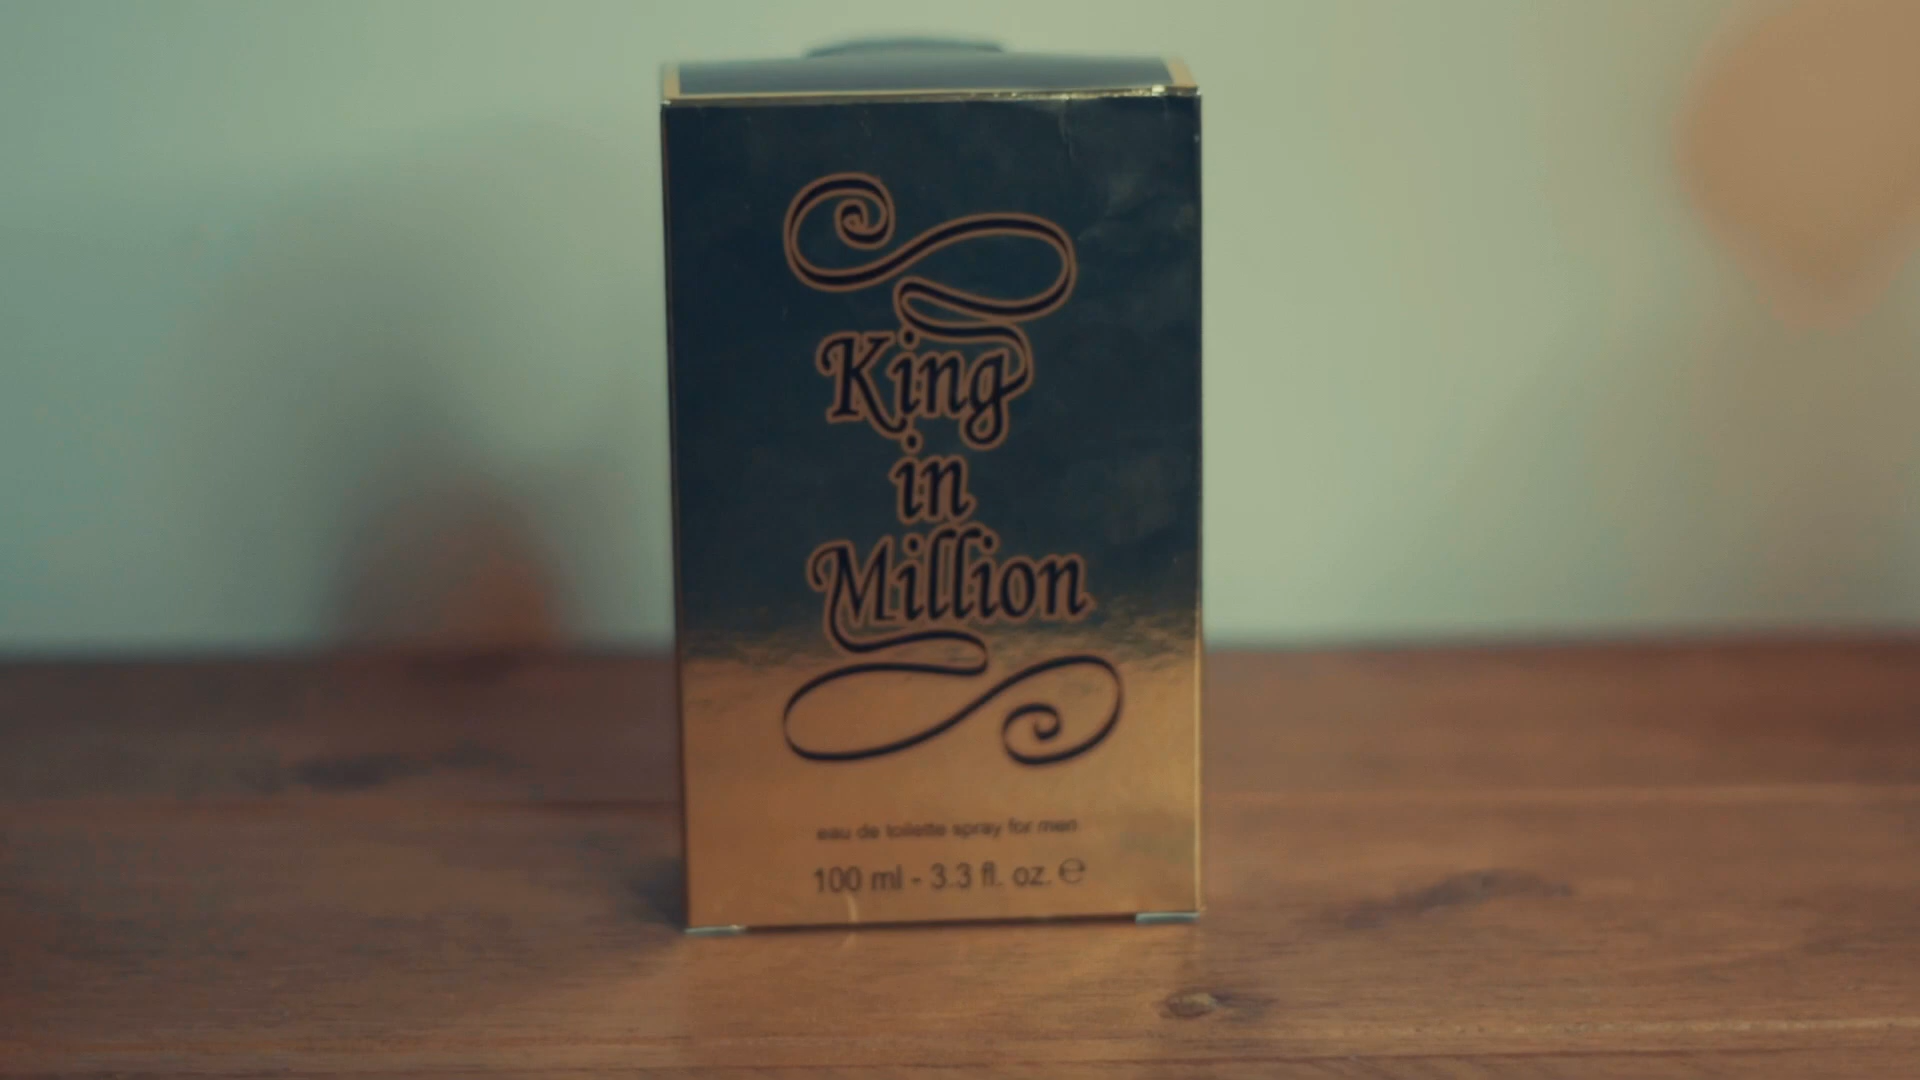 King
in
Million
eau de toilette spray for men
100 ml - 3.3 fl. oz. ℮